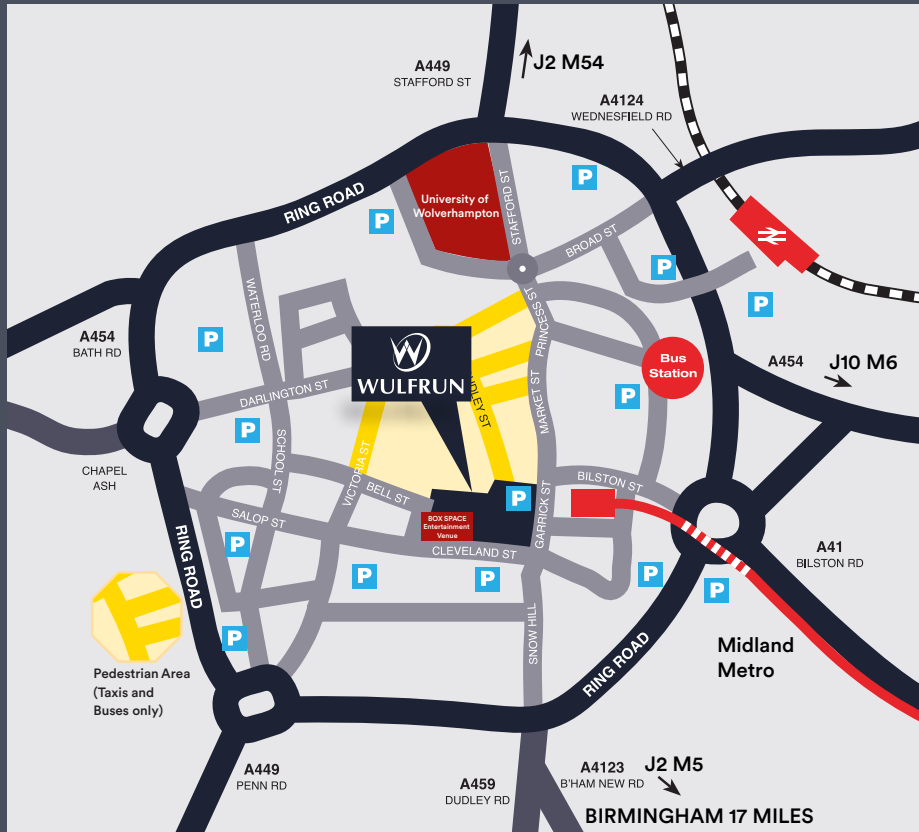 A449
STAFFORD ST
J2 M54
A4124
WEDNESFIELD RD
P
RING ROAD
University of
Wolverhampton
STAFFORD ST
P
BROAD ST
P
WATERLOO RD
PRINCESS ST
P
A454
BATH RD
P
W
WULFRUN
Bus
Station
A454
J10 M6
DARLINGTON ST
MARKET ST
P
P
SCHOOL ST
VICTORIA ST
CHAPEL
ASH
BELL ST
BILSTON ST
P
GARRICK ST
SALOP ST
BOX SPACE
Entertainment
Venue
CLEVELAND ST
P
RING ROAD
A41
BILSTON RD
P
P
P
P
SNOW HILL
P
RING ROAD
Midland
Metro
Pedestrian Area
(Taxis and
Buses only)
A449
PENN RD
A459
DUDLEY RD
A4123
B'HAM NEW RD
J2 M5
BIRMINGHAM 17 MILES